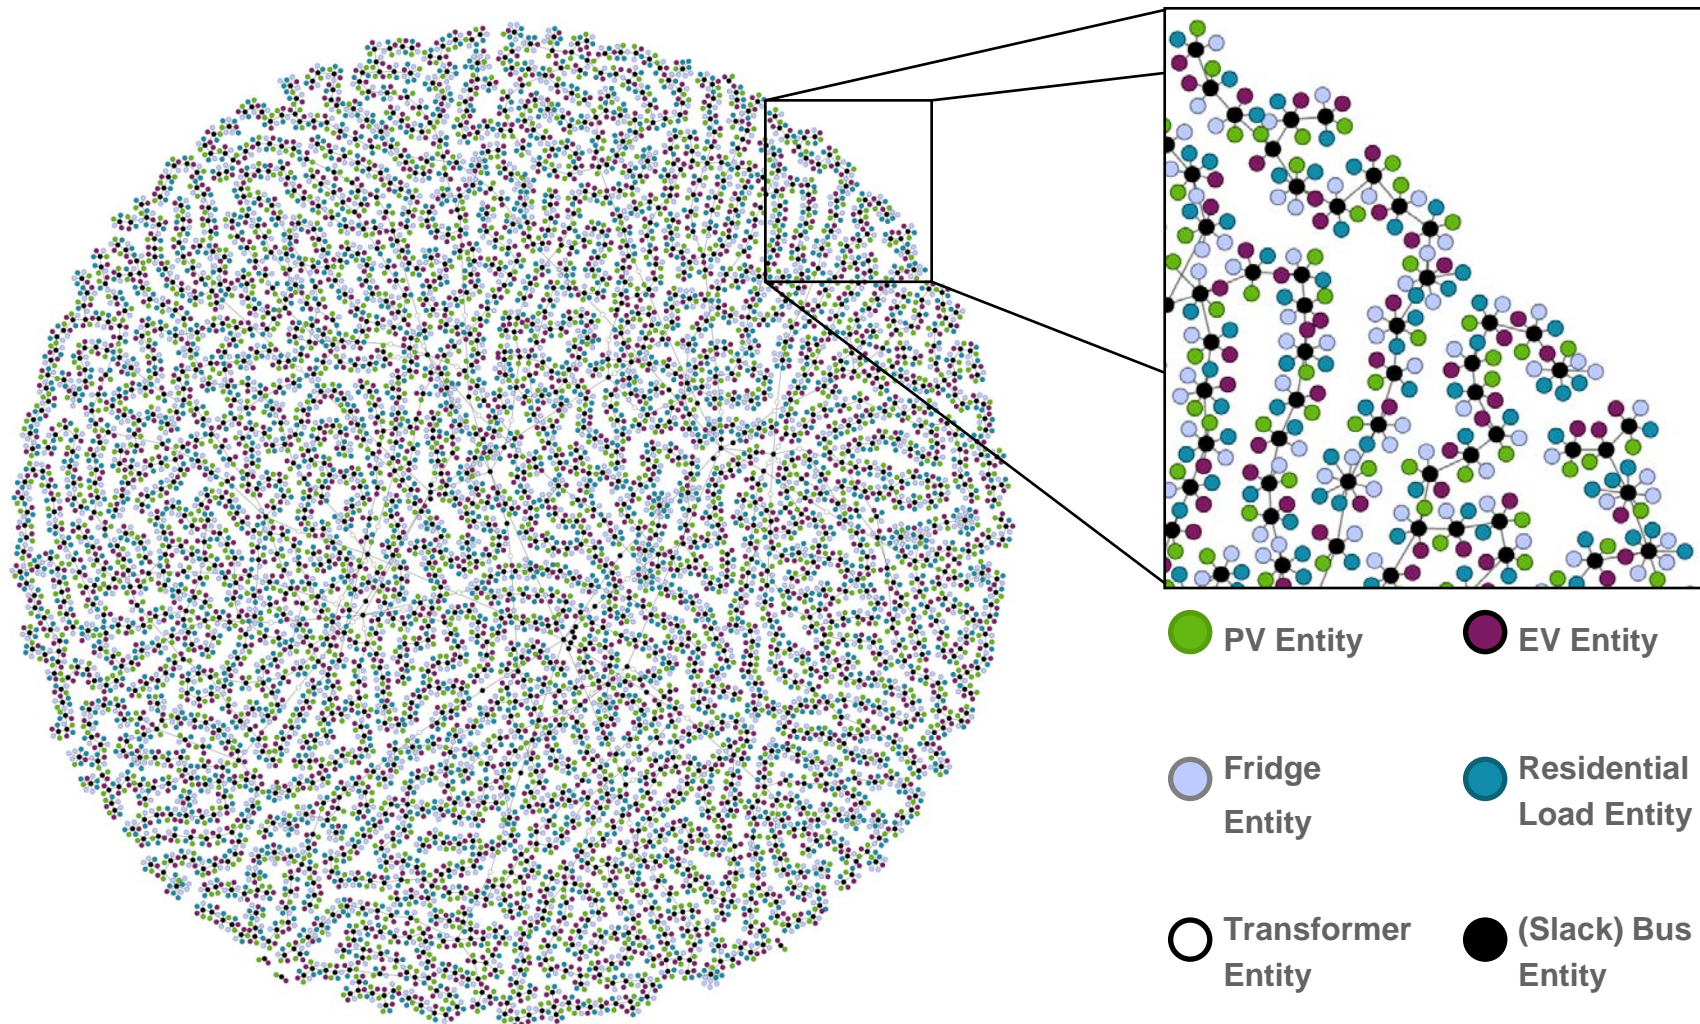 PV Entity
EV Entity
Fridge
Entity
Residential
Load Entity
Transformer
Entity
(Slack) Bus
Entity